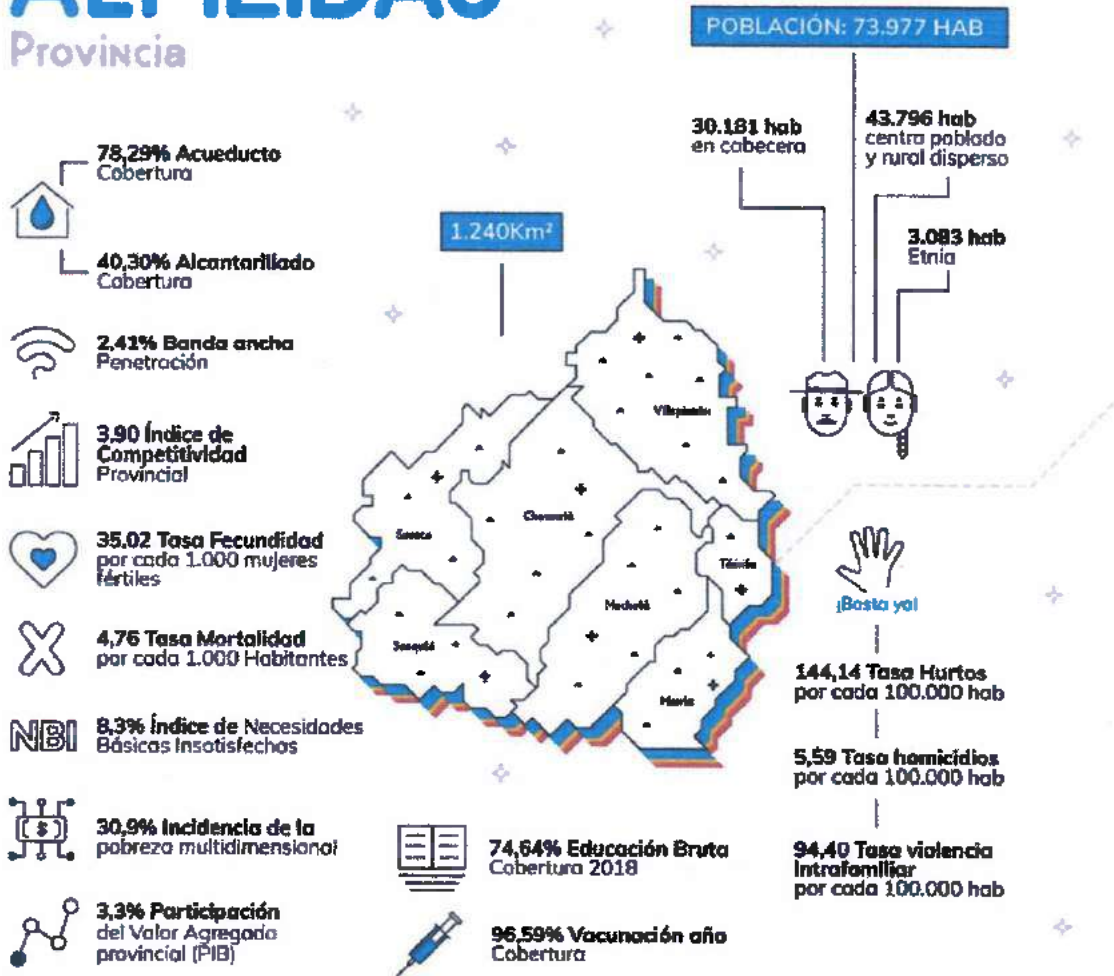 ALMEIDAS
Provincia
POBLACIÓN: 73.977 HAB
30.181 hab
en cabecera
43.796 hab
centro poblado
y rural disperso
3.083 hab
Etnia
78,29% Acueducto
Cobertura
40,30% Alcantarillado
Cobertura
2,41% Banda ancha
Penetración
3,90 Índice de
Competitividad
Provincial
35,02 Tasa Fecundidad
por cada 1.000 mujeres
fértiles
4,76 Tasa Mortalidad
por cada 1.000 Habitantes
NBI
8,3% Índice de Necesidades
Básicas Insatisfechas
30,9% Incidencia de la
pobreza multidimensional
3,3% Participación
del Valor Agregado
provincial (PIB)
1.240Km²
Villapinzón
Chocontá
Suesca
Tibirita
Machetá
Sesquilé
Manta
74,64% Educación Bruta
Cobertura 2018
96,59% Vacunación año
Cobertura
¡Basta ya!
144,14 Tasa Hurtos
por cada 100.000 hab
5,59 Tasa homicidios
por cada 100.000 hab
94,40 Tasa violencia
Intrafamiliar
por cada 100.000 hab